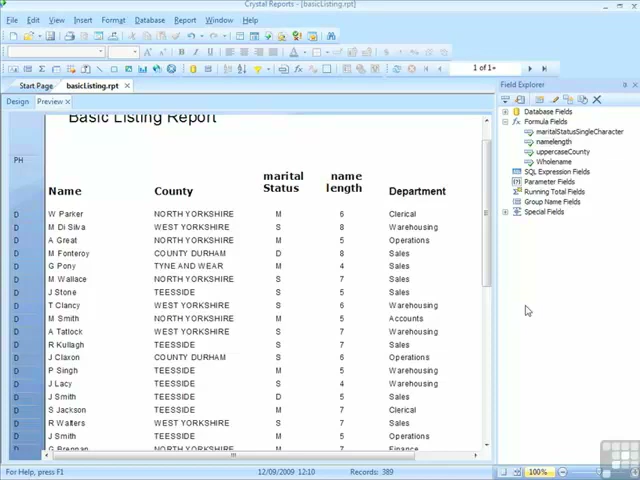 Crystal Reports - [basicListing.rpt]
File Edit View Insert Format Database Report Window Help
1 of 1+
Start Page basicListing.rpt
Design Preview
Field Explorer
Database Fields
Formula Fields
maritalStatusSingleCharacter
namelength
uppercaseCounty
Wholename
SQL Expression Fields
Parameter Fields
Running Total Fields
Group Name Fields
Special Fields
Basic Listing Report
PH
Name County marital Status name length Department
D W Parker NORTH YORKSHIRE M 6 Clerical
D M Di Silva WEST YORKSHIRE S 8 Warehousing
D A Great NORTH YORKSHIRE M 5 Operations
D M Fonteroy COUNTY DURHAM D 8 Sales
D G Pony TYNE AND WEAR M 4 Sales
D M Wallace NORTH YORKSHIRE S 7 Sales
D J Stone TEESSIDE S 5 Sales
D T Clancy WEST YORKSHIRE S 6 Warehousing
D M Smith NORTH YORKSHIRE M 5 Accounts
D A Tatlock WEST YORKSHIRE S 7 Warehousing
D R Kullagh TEESSIDE S 7 Sales
D J Claxon COUNTY DURHAM S 6 Operations
D P Singh TEESSIDE M 5 Warehousing
D J Lacy TEESSIDE S 4 Warehousing
D J Smith TEESSIDE D 5 Sales
D S Jackson TEESSIDE M 7 Clerical
D R Walters WEST YORKSHIRE S 7 Sales
D J Smith TEESSIDE M 5 Operations
D G Brennan NORTH YORKSHIRE M 7 Finance
For Help, press F1 12/09/2009 12:10 Records: 389 100%